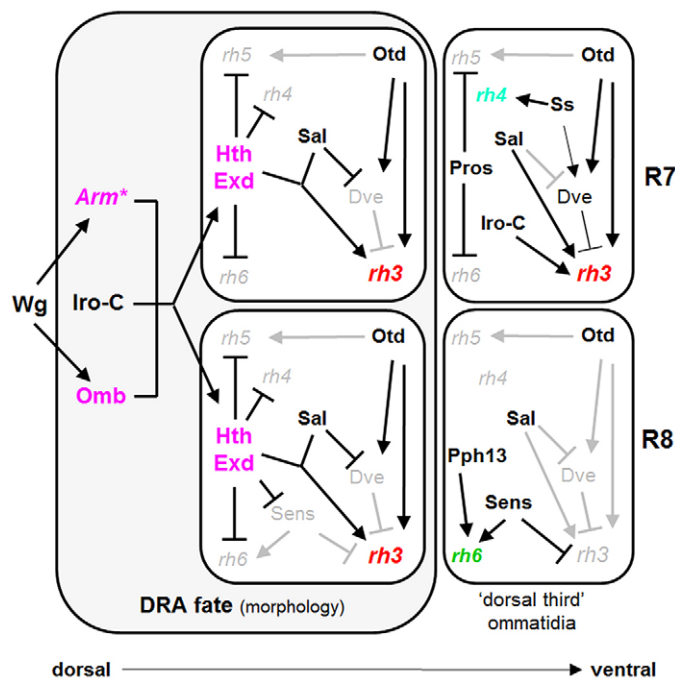 Wg
Arm*
Iro-C
Omb
rh5
Otd
rh4
Sal
Hth
Exd
Dve
rh6
rh3
rh5
Otd
rh4
Sal
Hth
Exd
Dve
Sens
rh6
rh3
DRA fate (morphology)
rh5
Otd
rh4
Ss
Sal
Pros
Dve
Iro-C
rh6
rh3
R7
rh5
Otd
rh4
Sal
Pph13
Dve
Sens
rh6
rh3
R8
'dorsal third'
ommatidia
dorsal
ventral